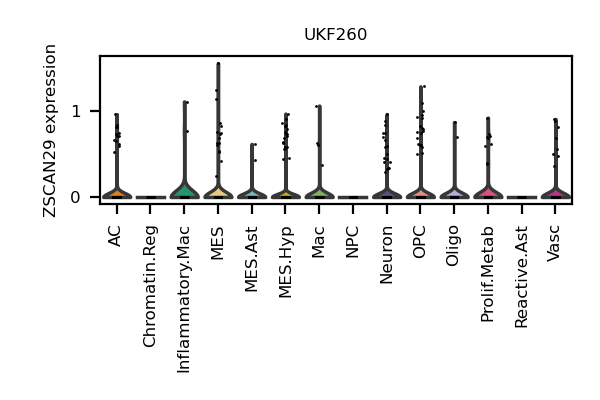 UKF260
ZSCAN29 expression
1
0
AC
Chromatin.Reg
Inflammatory.Mac
MES
MES.Ast
MES.Hyp
Mac
NPC
Neuron
OPC
Oligo
Prolif.Metab
Reactive.Ast
Vasc